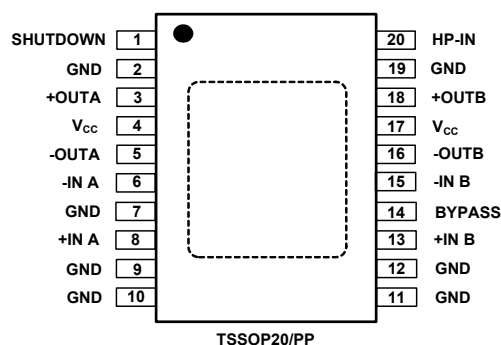 SHUTDOWN 1 20 HP-IN
GND 2 19 GND
+OUTA 3 18 +OUTB
VCC 4 17 VCC
-OUTA 5 16 -OUTB
-IN A 6 15 -IN B
GND 7 14 BYPASS
+IN A 8 13 +IN B
GND 9 12 GND
GND 10 11 GND
TSSOP20/PP